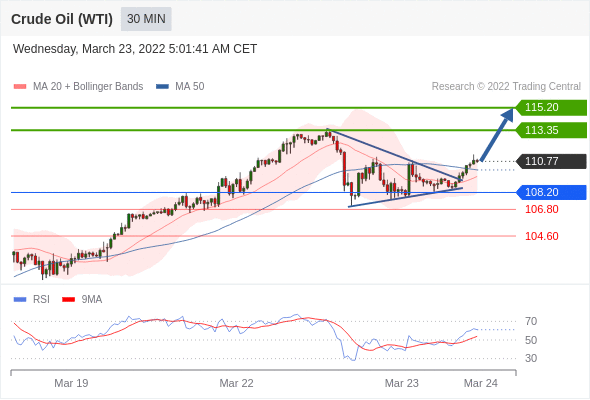 Crude Oil (WTI) 30 MIN
Wednesday, March 23, 2022 5:01:41 AM CET
MA 20 + Bollinger Bands MA 50 Research © 2022 Trading Central
115.20
113.35
110.77
108.20
106.80
104.60
RSI 9MA
70
50
30
Mar 19 Mar 22 Mar 23 Mar 24